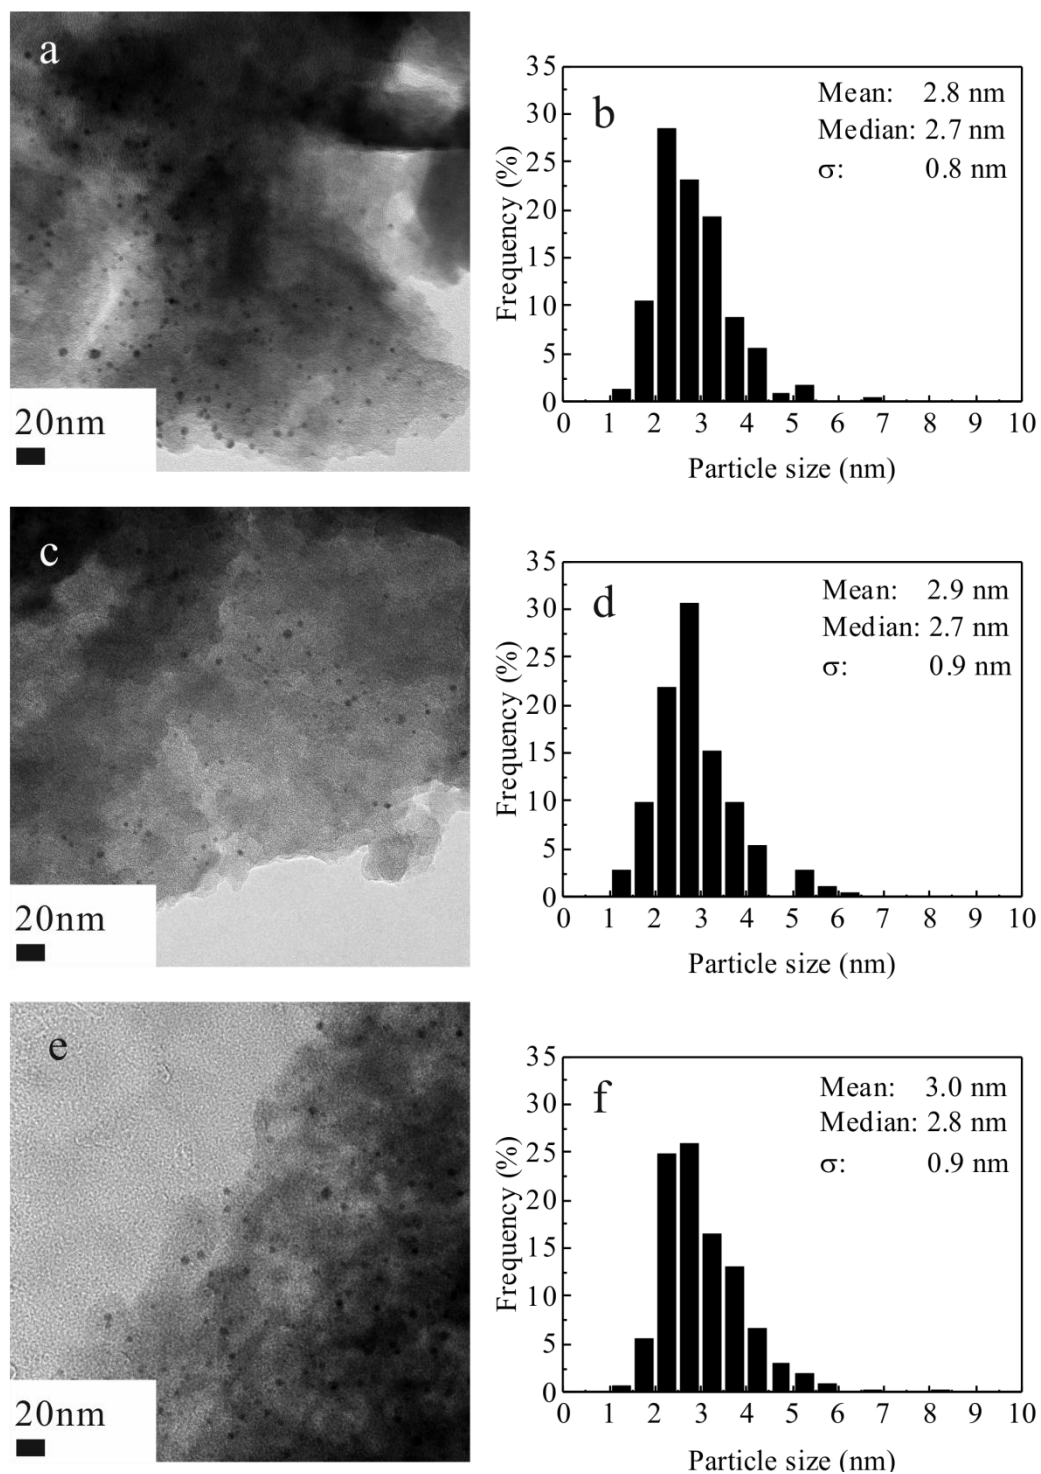 a
20nm
b
Mean: 2.8 nm
Median: 2.7 nm
σ: 0.8 nm
35
30
25
20
15
10
5
0
Frequency (%)
0 1 2 3 4 5 6 7 8 9 10
Particle size (nm)
c
20nm
d
Mean: 2.9 nm
Median: 2.7 nm
σ: 0.9 nm
35
30
25
20
15
10
5
0
Frequency (%)
0 1 2 3 4 5 6 7 8 9 10
Particle size (nm)
e
20nm
f
Mean: 3.0 nm
Median: 2.8 nm
σ: 0.9 nm
35
30
25
20
15
10
5
0
Frequency (%)
0 1 2 3 4 5 6 7 8 9 10
Particle size (nm)